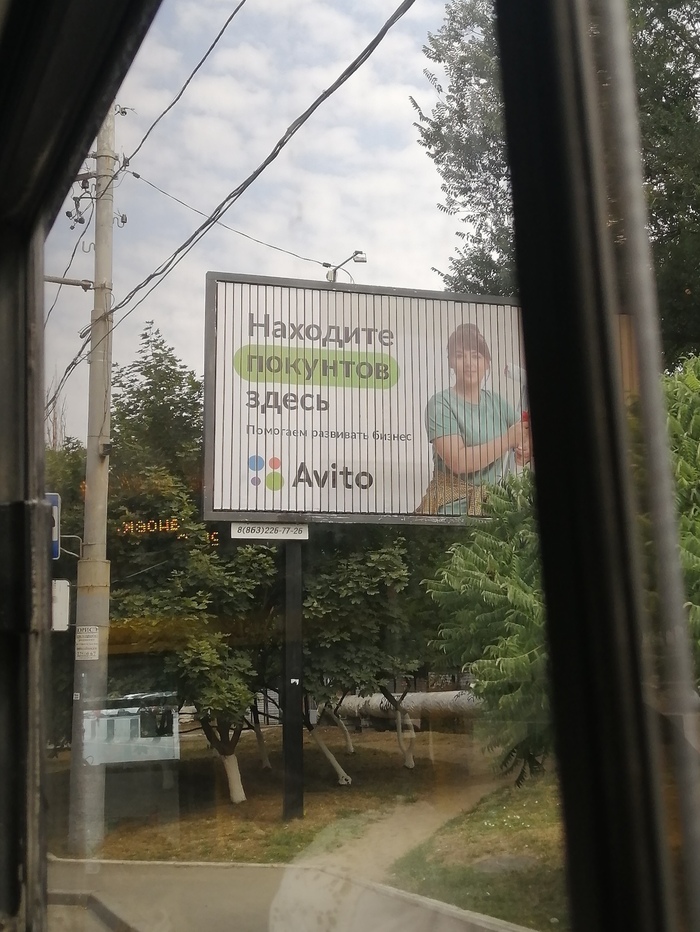 Находите
покунтов
здесь
Помогаем развивать бизнес
Avito
8(863)226-77-26